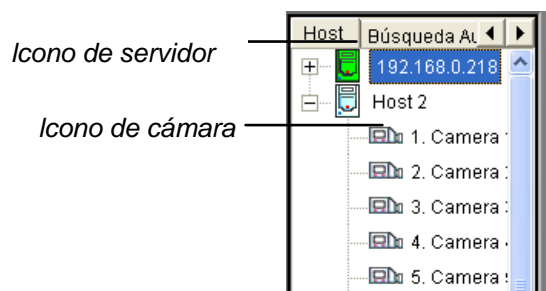 Host Búsqueda Au
Icono de servidor
192.168.0.218
Host 2
Icono de cámara
1. Camera
2. Camera
3. Camera
4. Camera
5. Camera